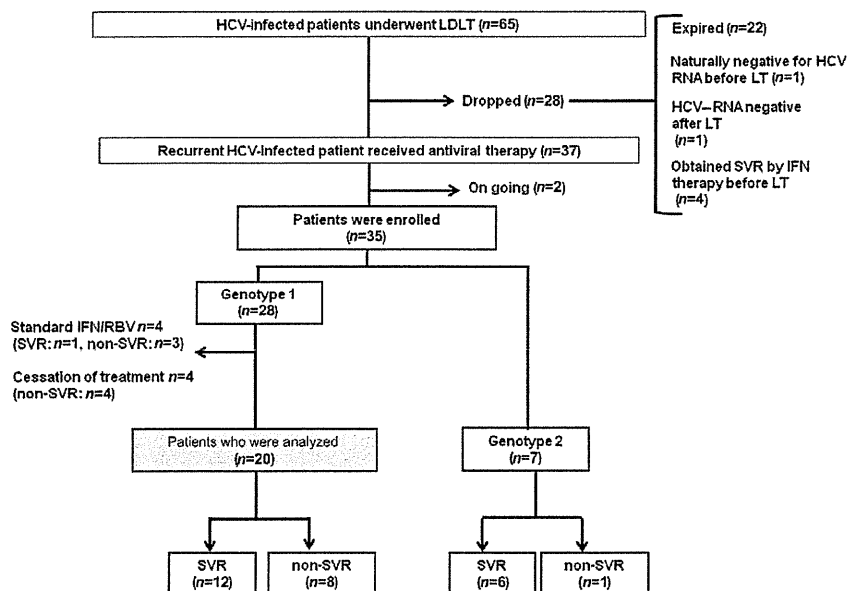 HCV-infected patients underwent LDLT (n=65)
Expired (n=22)
Naturally negative for HCV
RNA before LT (n=1)
Dropped (n=28)
HCV–RNA negative
after LT
(n=1)
Recurrent HCV-infected patient received antiviral therapy (n=37)
Obtained SVR by IFN
therapy before LT
(n=4)
On going (n=2)
Patients were enrolled
(n=35)
Genotype 1
(n=28)
Standard IFN/RBV n=4
(SVR: n=1, non-SVR: n=3)
Cessation of treatment n=4
(non-SVR: n=4)
Patients who were analyzed
(n=20)
Genotype 2
(n=7)
SVR
(n=12)
non-SVR
(n=8)
SVR
(n=6)
non-SVR
(n=1)